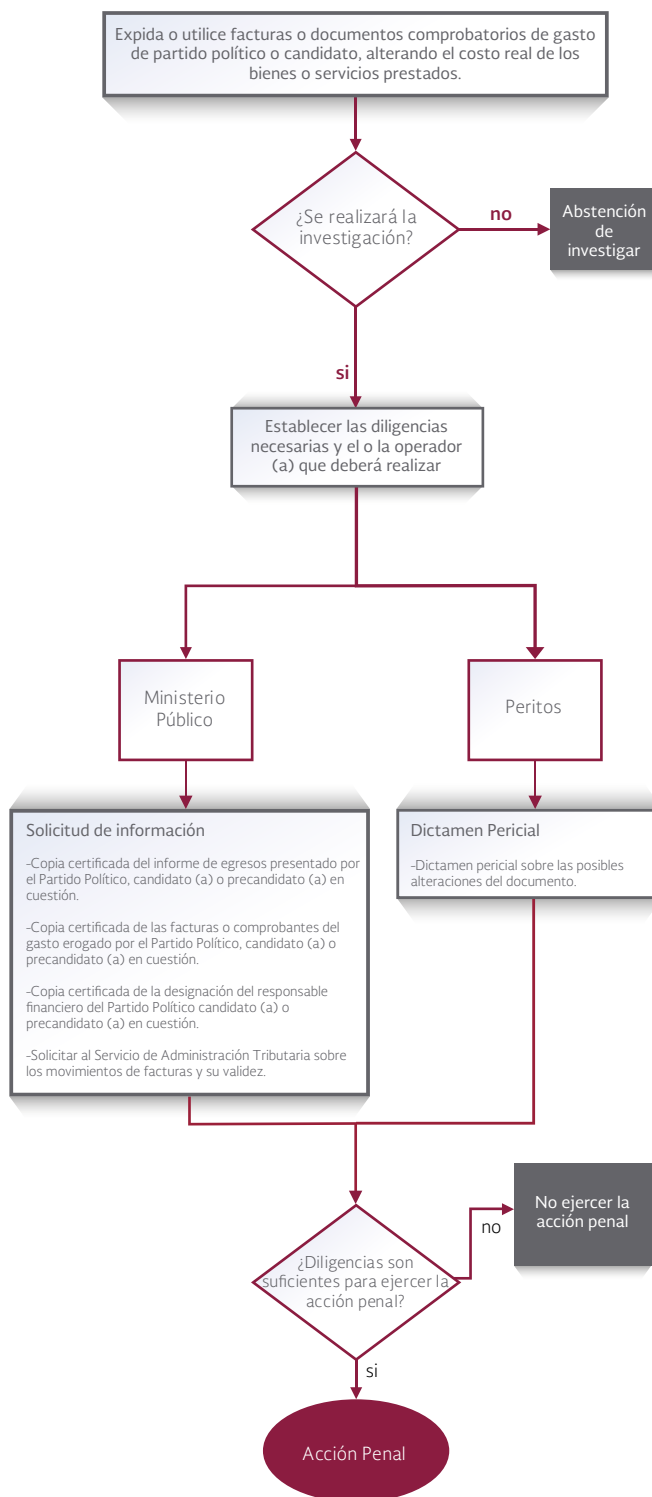 Expida o utilice facturas o documentos comprobatorios de gasto
de partido político o candidato, alterando el costo real de los
bienes o servicios prestados.
¿Se realizará la
investigación?
no
Abstención
de
investigar
si
Establecer las diligencias
necesarias y el o la operador
(a) que deberá realizar
Ministerio
Público
Peritos
Solicitud de información
-Copia certificada del informe de egresos presentado por
el Partido Político, candidato (a) o precandidato (a) en
cuestión.
-Copia certificada de las facturas o comprobantes del
gasto erogado por el Partido Político, candidato (a) o
precandidato (a) en cuestión.
-Copia certificada de la designación del responsable
financiero del Partido Político candidato (a) o
precandidato (a) en cuestión.
-Solicitar al Servicio de Administración Tributaria sobre
los movimientos de facturas y su validez.
Dictamen Pericial
-Dictamen pericial sobre las posibles
alteraciones del documento.
¿Diligencias son
suficientes para ejercer la
acción penal?
no
No ejercer la
acción penal
si
Acción Penal